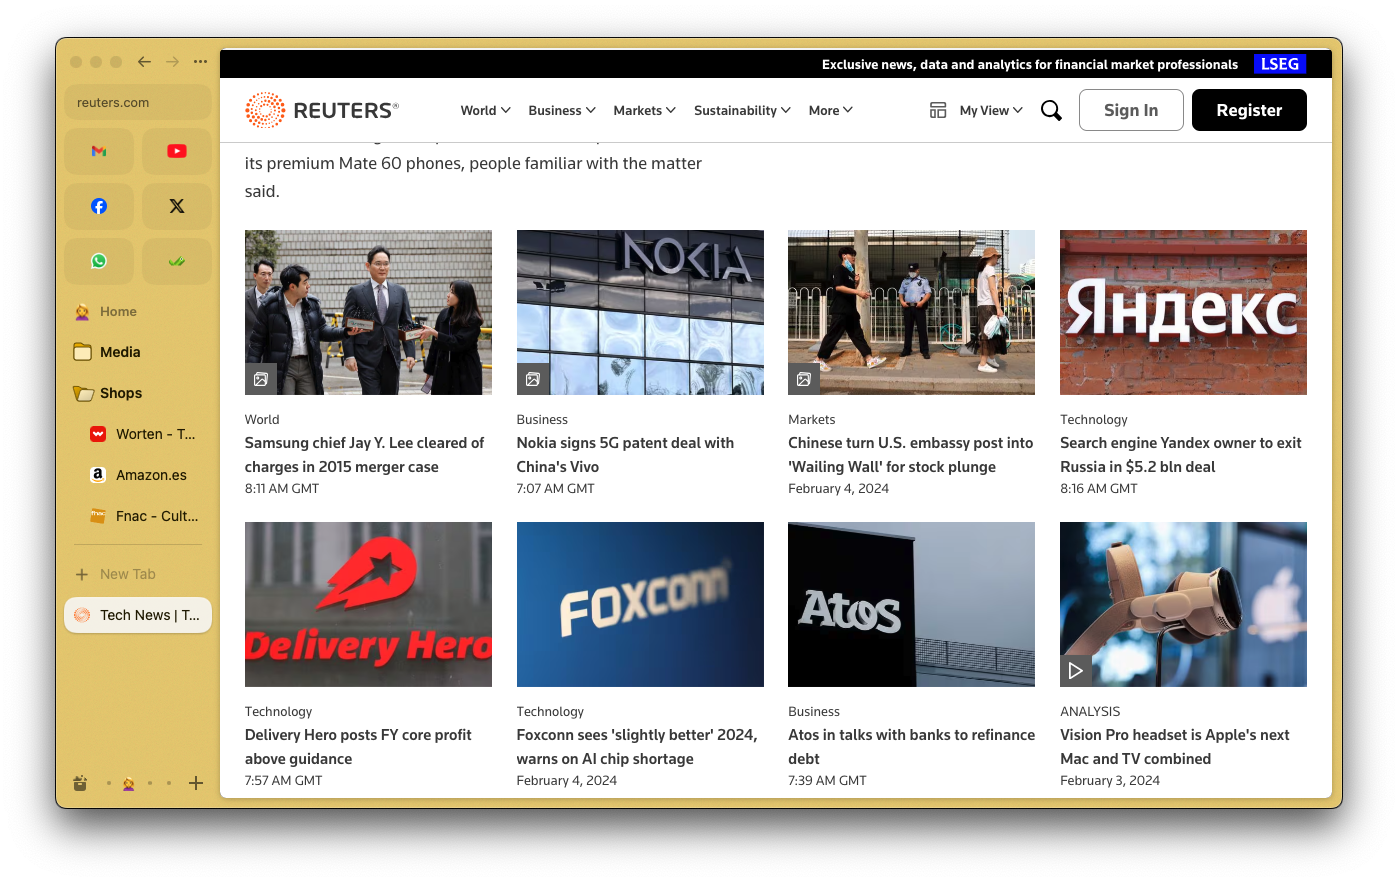 Exclusive news, data and analytics for financial market professionals LSEG
reuters.com
REUTERS®
World
Business
Markets
Sustainability
More
My View
Sign In
Register
its premium Mate 60 phones, people familiar with the matter
said.
Home
Media
Shops
Worten - T...
Amazon.es
Fnac - Cult...
New Tab
Tech News | T...
NOKIA
Яндекс
World
Samsung chief Jay Y. Lee cleared of
charges in 2015 merger case
8:11 AM GMT
Business
Nokia signs 5G patent deal with
China's Vivo
7:07 AM GMT
Markets
Chinese turn U.S. embassy post into
'Wailing Wall' for stock plunge
February 4, 2024
Technology
Search engine Yandex owner to exit
Russia in $5.2 bln deal
8:16 AM GMT
Delivery Hero
FOXCONN
Atos
Technology
Delivery Hero posts FY core profit
above guidance
7:57 AM GMT
Technology
Foxconn sees 'slightly better' 2024,
warns on AI chip shortage
February 4, 2024
Business
Atos in talks with banks to refinance
debt
7:39 AM GMT
ANALYSIS
Vision Pro headset is Apple's next
Mac and TV combined
February 3, 2024